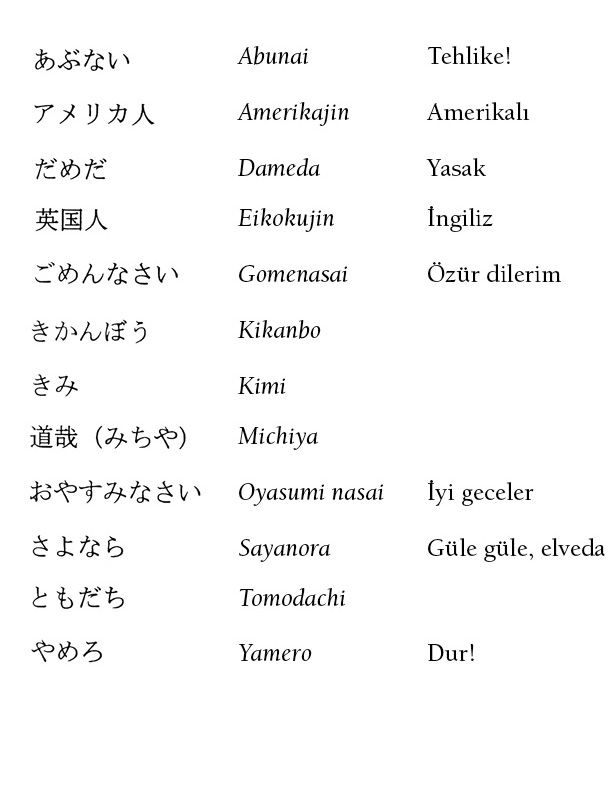 あぶない Abunai Tehlike!
アメリカ人 Amerikajin Amerikalı
だめだ Dameda Yasak
英国人 Eikokujin İngiliz
ごめんなさい Gomenasai Özür dilerim
きかんぼう Kikanbo
きみ Kimi
道哉（みちや） Michiya
おやすみなさい Oyasumi nasai İyi geceler
さよなら Sayanora Güle güle, elveda
ともだち Tomodachi
やめろ Yamero Dur!